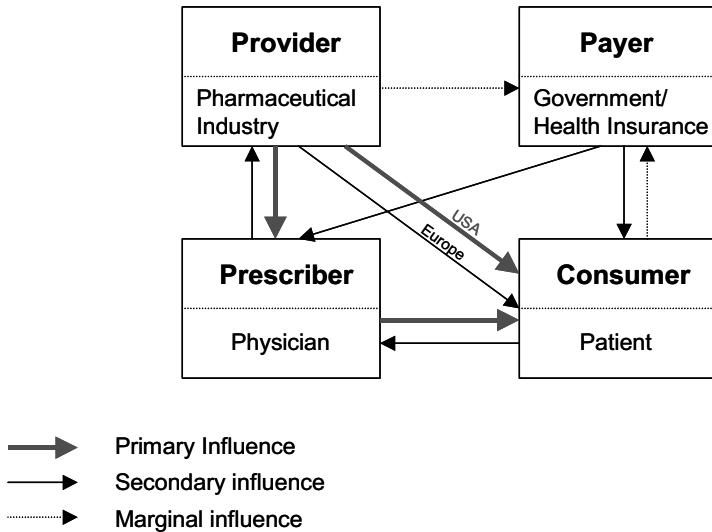 Provider
Payer
Pharmaceutical
Industry
Government/
Health Insurance
USA
Europe
Prescriber
Consumer
Physician
Patient
Primary Influence
Secondary influence
Marginal influence